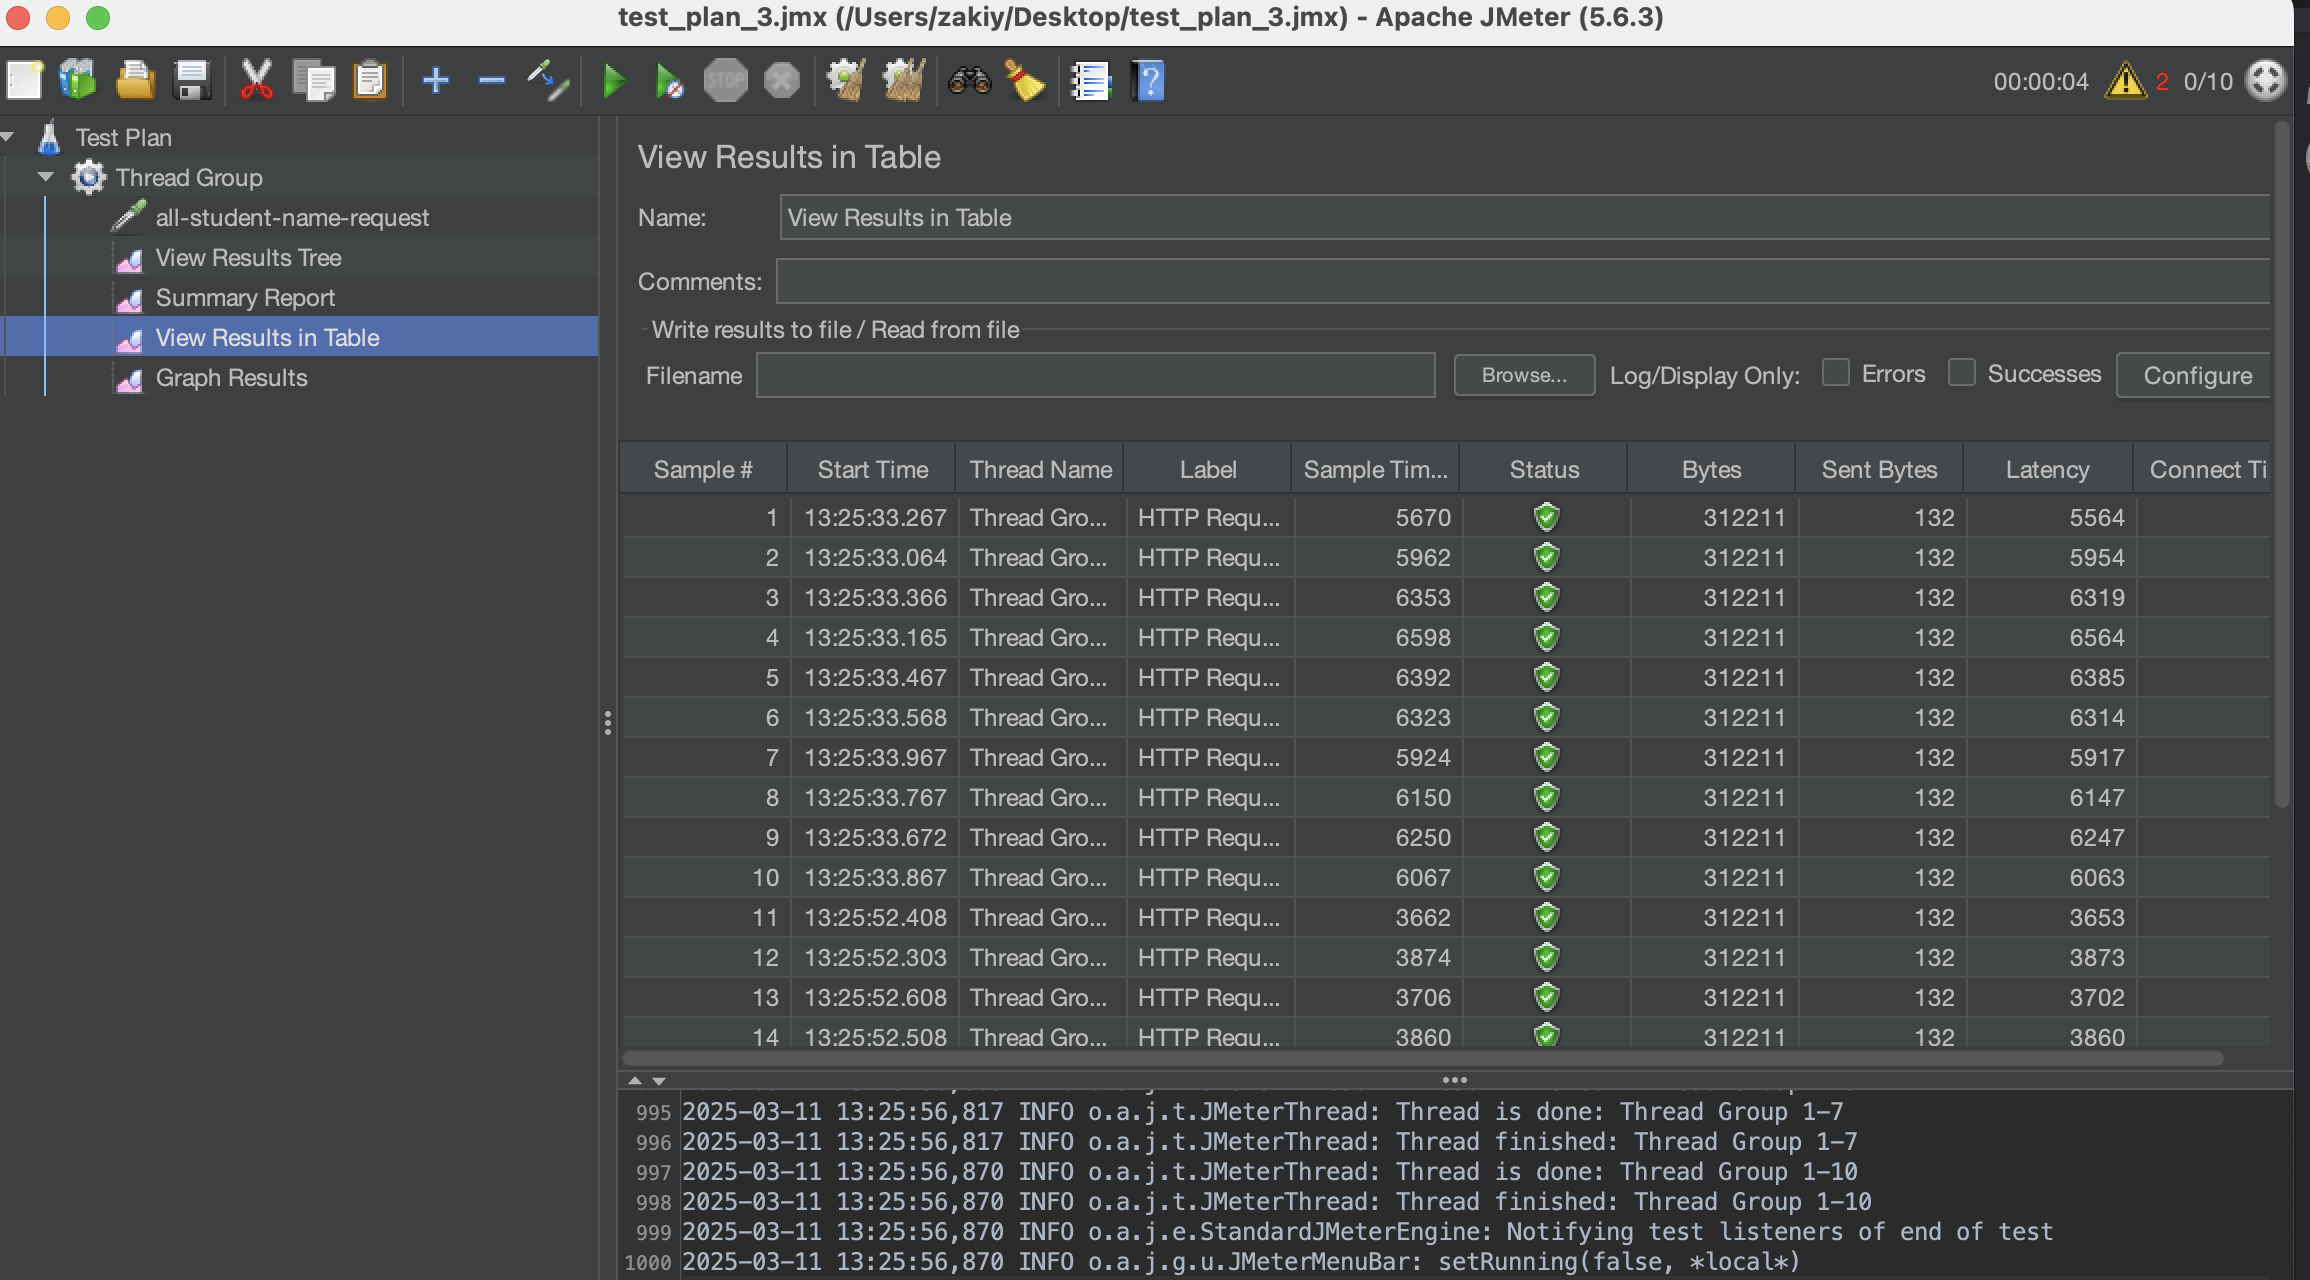 test_plan_3.jmx (/Users/zakiy/Desktop/test_plan_3.jmx) - Apache JMeter (5.6.3)
STOP
00:00:04 2 0/10
Test Plan
Thread Group
all-student-name-request
View Results Tree
Summary Report
View Results in Table
Graph Results
View Results in Table
Name: View Results in Table
Comments:
Write results to file / Read from file
Filename Browse... Log/Display Only: Errors Successes Configure
Sample # Start Time Thread Name Label Sample Tim... Status Bytes Sent Bytes Latency Connect Ti
1 13:25:33.267 Thread Gro... HTTP Requ... 5670 312211 132 5564
2 13:25:33.064 Thread Gro... HTTP Requ... 5962 312211 132 5954
3 13:25:33.366 Thread Gro... HTTP Requ... 6353 312211 132 6319
4 13:25:33.165 Thread Gro... HTTP Requ... 6598 312211 132 6564
5 13:25:33.467 Thread Gro... HTTP Requ... 6392 312211 132 6385
6 13:25:33.568 Thread Gro... HTTP Requ... 6323 312211 132 6314
7 13:25:33.967 Thread Gro... HTTP Requ... 5924 312211 132 5917
8 13:25:33.767 Thread Gro... HTTP Requ... 6150 312211 132 6147
9 13:25:33.672 Thread Gro... HTTP Requ... 6250 312211 132 6247
10 13:25:33.867 Thread Gro... HTTP Requ... 6067 312211 132 6063
11 13:25:52.408 Thread Gro... HTTP Requ... 3662 312211 132 3653
12 13:25:52.303 Thread Gro... HTTP Requ... 3874 312211 132 3873
13 13:25:52.608 Thread Gro... HTTP Requ... 3706 312211 132 3702
14 13:25:52.508 Thread Gro... HTTP Requ... 3860 312211 132 3860
995 2025-03-11 13:25:56,817 INFO o.a.j.t.JMeterThread: Thread is done: Thread Group 1-7
996 2025-03-11 13:25:56,817 INFO o.a.j.t.JMeterThread: Thread finished: Thread Group 1-7
997 2025-03-11 13:25:56,870 INFO o.a.j.t.JMeterThread: Thread is done: Thread Group 1-10
998 2025-03-11 13:25:56,870 INFO o.a.j.t.JMeterThread: Thread finished: Thread Group 1-10
999 2025-03-11 13:25:56,870 INFO o.a.j.e.StandardJMeterEngine: Notifying test listeners of end of test
1000 2025-03-11 13:25:56,870 INFO o.a.j.g.u.JMeterMenuBar: setRunning(false, *local*)